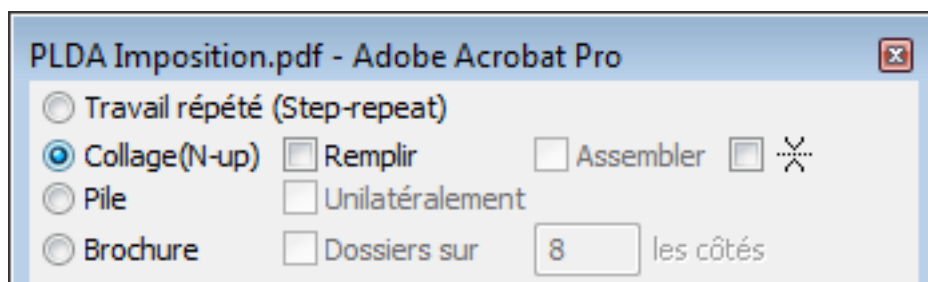 PLDA Imposition.pdf - Adobe Acrobat Pro
Travail répété (Step-repeat)
Collage(N-up) Remplir Assembler
Pile Unilatéralement
Brochure Dossiers sur 8 les côtés